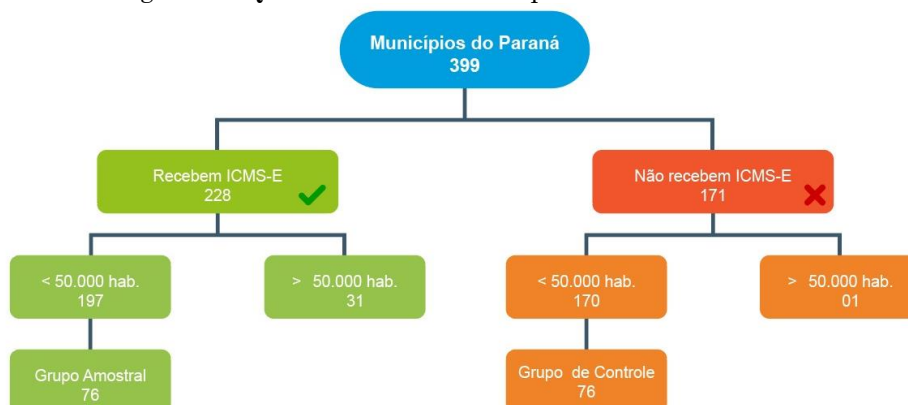 Municípios do Paraná
399
Recebem ICMS-E
228
Não recebem ICMS-E
171
< 50.000 hab.
197
> 50.000 hab.
31
< 50.000 hab.
170
> 50.000 hab.
01
Grupo Amostral
76
Grupo de Controle
76